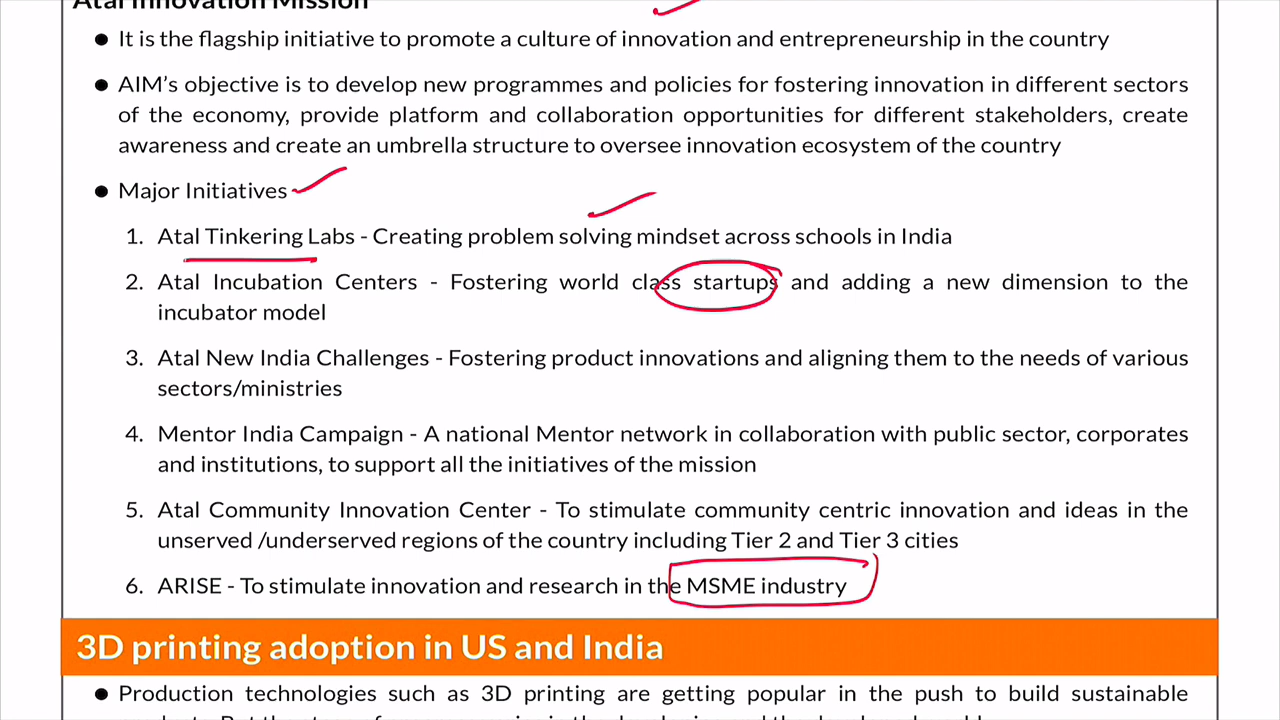 Atal Innovation Mission
● It is the flagship initiative to promote a culture of innovation and entrepreneurship in the country
● AIM's objective is to develop new programmes and policies for fostering innovation in different sectors
of the economy, provide platform and collaboration opportunities for different stakeholders, create
awareness and create an umbrella structure to oversee innovation ecosystem of the country
● Major Initiatives
1. Atal Tinkering Labs - Creating problem solving mindset across schools in India
2. Atal Incubation Centers - Fostering world class startups and adding a new dimension to the
incubator model
3. Atal New India Challenges - Fostering product innovations and aligning them to the needs of various
sectors/ministries
4. Mentor India Campaign - A national Mentor network in collaboration with public sector, corporates
and institutions, to support all the initiatives of the mission
5. Atal Community Innovation Center - To stimulate community centric innovation and ideas in the
unserved /underserved regions of the country including Tier 2 and Tier 3 cities
6. ARISE - To stimulate innovation and research in the MSME industry
3D printing adoption in US and India
● Production technologies such as 3D printing are getting popular in the push to build sustainable